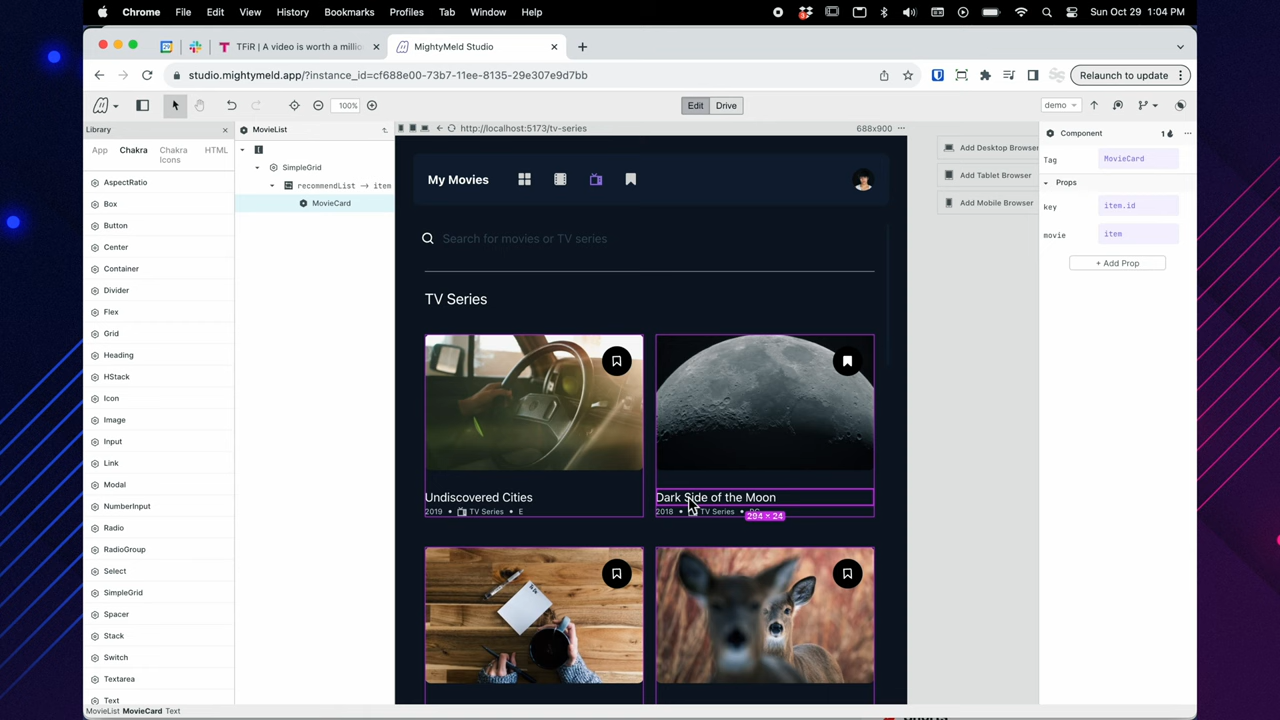 Chrome File Edit View History Bookmarks Profiles Tab Window Help Sun Oct 29 1:04 PM
TFiR | A video is worth a millio MightyMeld Studio
studio.mightymeld.app/?instance_id=cf688e00-73b7-11ee-8135-29e307e9d7bb Relaunch to update
100% Edit Drive demo
Library MovieList http://localhost:5173/tv-series 688x900 Component 1
App Chakra Chakra Icons HTML
AspectRatio
Box
Button
Center
Container
Divider
Flex
Grid
Heading
HStack
Icon
Image
Input
Link
Modal
NumberInput
Radio
RadioGroup
Select
SimpleGrid
Spacer
Stack
Switch
Textarea
Text
SimpleGrid
recommendList → item
MovieCard
My Movies
Search for movies or TV series
TV Series
Undiscovered Cities
2019 • TV Series • E
Dark Side of the Moon
2018 • TV Series • PG
294 × 24
Add Desktop Browser
Add Tablet Browser
Add Mobile Browser
Tag MovieCard
Props
key item.id
movie item
+ Add Prop
MovieList MovieCard Text